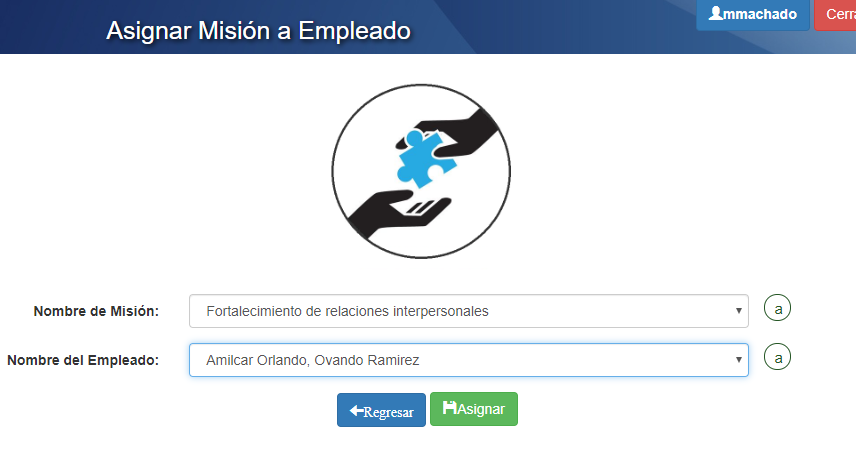 mmachado
Cerra
Asignar Misión a Empleado
Nombre de Misión: Fortalecimiento de relaciones interpersonales a
Nombre del Empleado: Amilcar Orlando, Ovando Ramirez a
Regresar Asignar